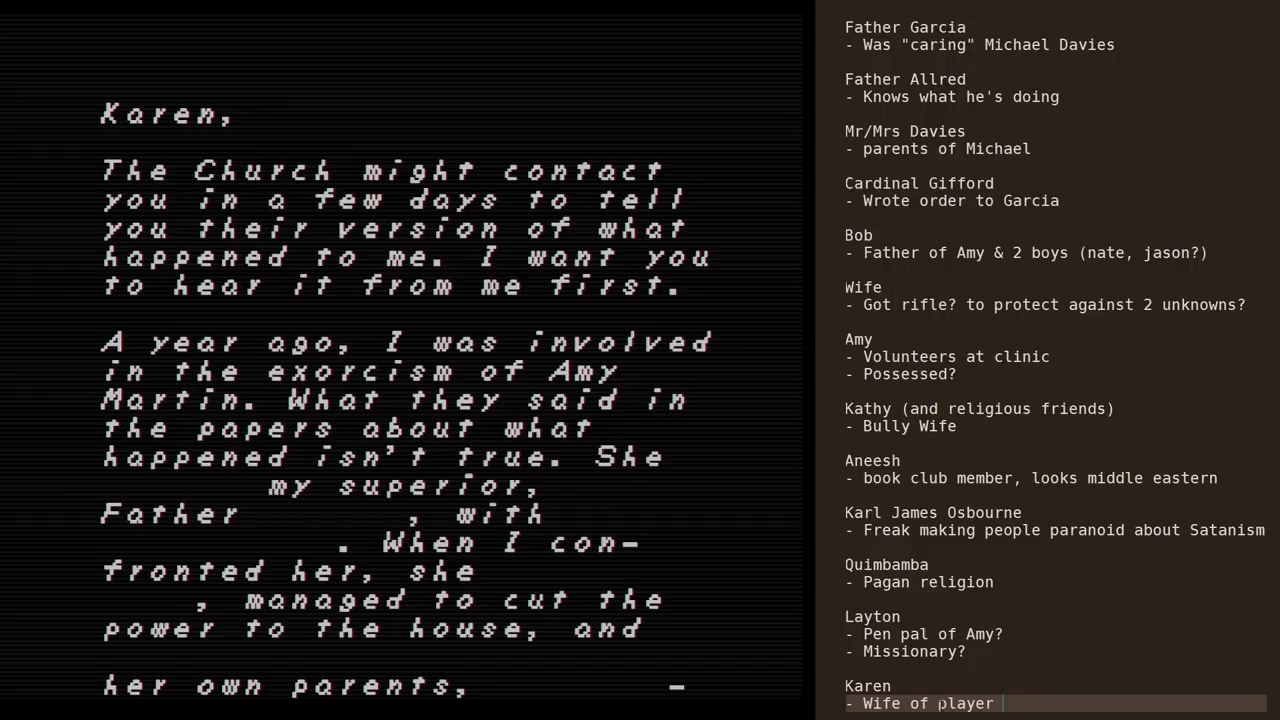 Karen,
The Church might contact
you in a few days to tell
you their version of what
happened to me. I want you
to hear it from me first.
A year ago, I was involved
in the exorcism of Amy
Martin. What they said in
the papers about what
happened isn't true. She
my superior,
Father , with
. When I con-
fronted her, she
, managed to cut the
power to the house, and
her own parents, -
Father Garcia
- Was "caring" Michael Davies
Father Allred
- Knows what he's doing
Mr/Mrs Davies
- parents of Michael
Cardinal Gifford
- Wrote order to Garcia
Bob
- Father of Amy & 2 boys (nate, jason?)
Wife
- Got rifle? to protect against 2 unknowns?
Amy
- Volunteers at clinic
- Possessed?
Kathy (and religious friends)
- Bully Wife
Aneesh
- book club member, looks middle eastern
Karl James Osbourne
- Freak making people paranoid about Satanism
Quimbamba
- Pagan religion
Layton
- Pen pal of Amy?
- Missionary?
Karen
- Wife of player